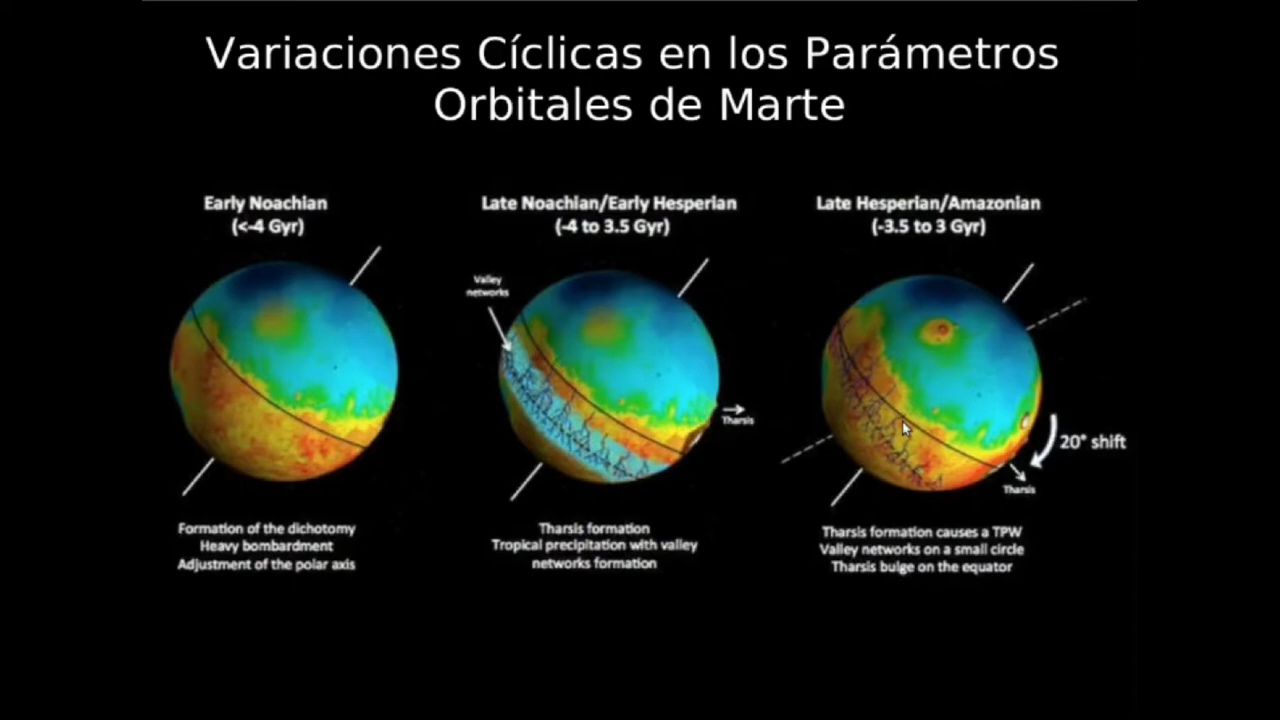 Variaciones Cíclicas en los Parámetros
Orbitales de Marte
Early Noachian
(<-4 Gyr)
Formation of the dichotomy
Heavy bombardment
Adjustment of the polar axis
Late Noachian/Early Hesperian
(-4 to 3.5 Gyr)
Valley
networks
Tharsis
Tharsis formation
Tropical precipitation with valley
networks formation
Late Hesperian/Amazonian
(-3.5 to 3 Gyr)
20° shift
Tharsis
Tharsis formation causes a TPW
Valley networks on a small circle
Tharsis bulge on the equator